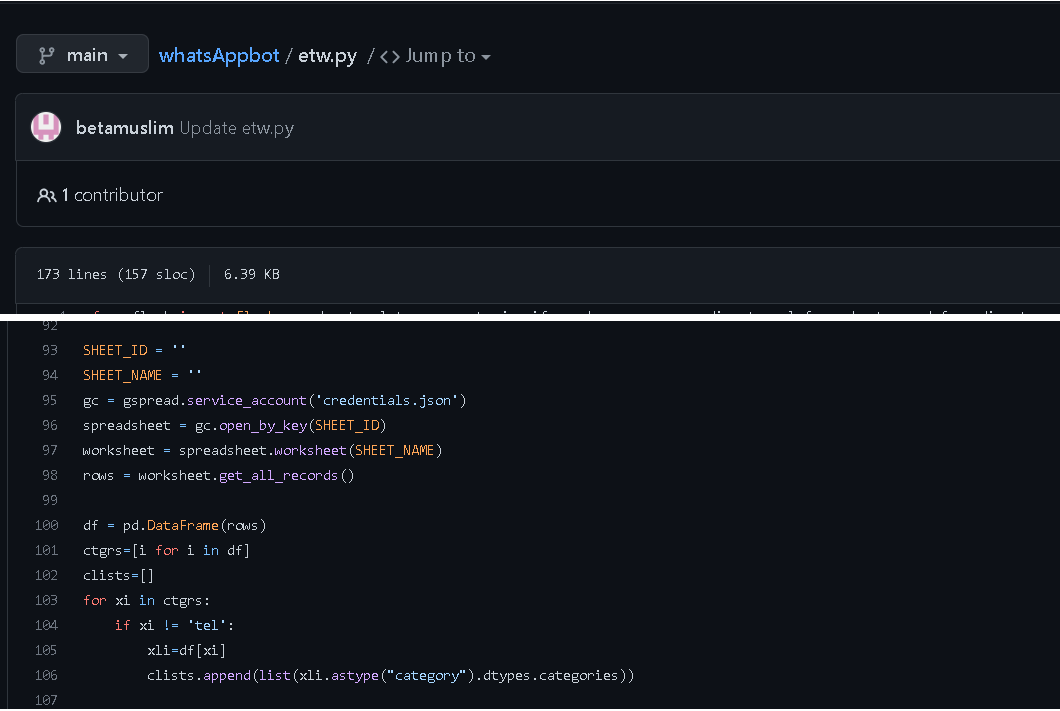 main
whatsAppbot / etw.py / <> Jump to
betamuslim Update etw.py
1 contributor
173 lines (157 sloc) 6.39 KB
92
93 SHEET_ID = ''
94 SHEET_NAME = ''
95 gc = gspread.service_account('credentials.json')
96 spreadsheet = gc.open_by_key(SHEET_ID)
97 worksheet = spreadsheet.worksheet(SHEET_NAME)
98 rows = worksheet.get_all_records()
99
100 df = pd.DataFrame(rows)
101 ctgrs=[i for i in df]
102 clists=[]
103 for xi in ctgrs:
104     if xi != 'tel':
105         xli=df[xi]
106         clists.append(list(xli.astype("category").dtypes.categories))
107